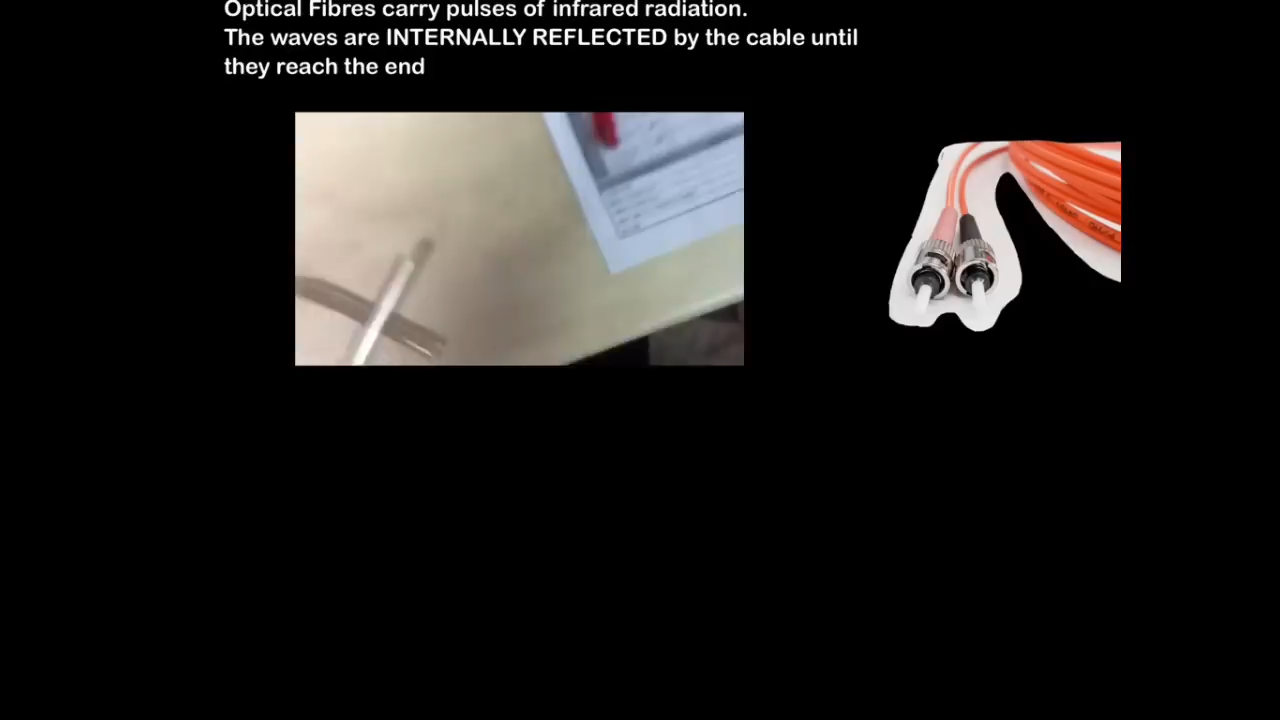 Optical Fibres carry pulses of infrared radiation.
The waves are INTERNALLY REFLECTED by the cable until
they reach the end